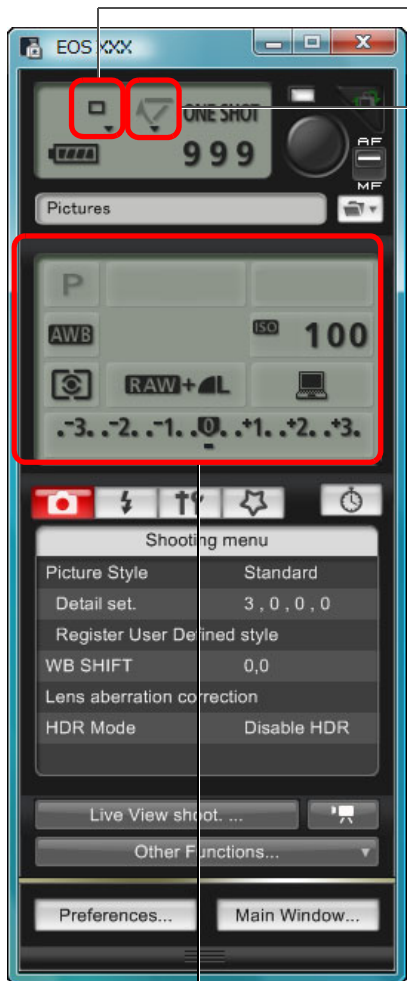 EOS XXX
ONE SHOT
999
AF
MF
Pictures
P
AWB
ISO 100
RAW+L
-3. .-2. .-1. .0. .+1. .+2. .+3.
Shooting menu
Picture Style Standard
Detail set. 3 , 0 , 0 , 0
Register User Defined style
WB SHIFT 0,0
Lens aberration correction
HDR Mode Disable HDR
Live View shoot. ...
Other Functions...
Preferences... Main Window...